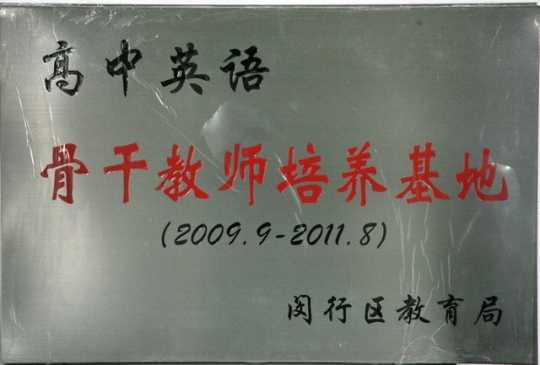 高中英语
骨干教师培养基地
(2009.9-2011.8)
闵行区教育局